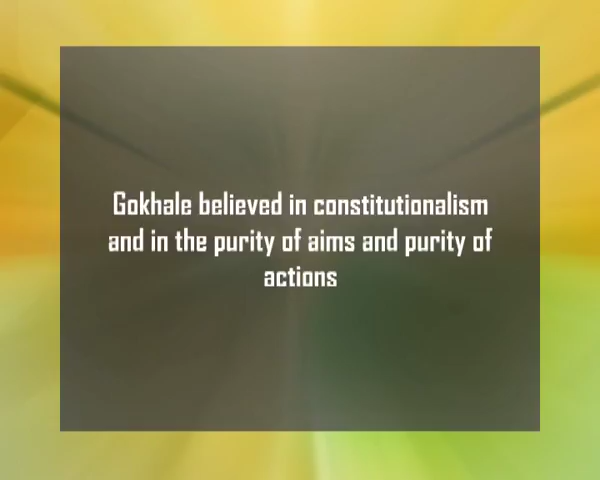 Gokhale believed in constitutionalism
and in the purity of aims and purity of
actions